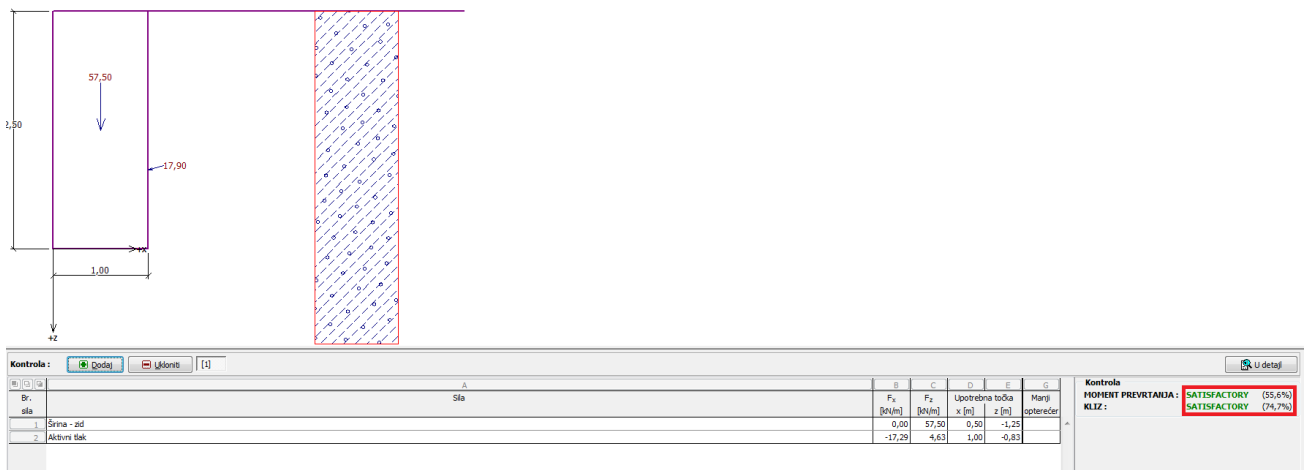 57,50
2,50
17,90
+x
1,00
+z
Kontrola : Dodaj Ukloniti [1] U detajl
A B C D E G
Br. sila Sila Fx [kN/m] Fz [kN/m] Upotrebna točka x [m] z [m] Manji opterećer
1 Širina - zid 0,00 57,50 0,50 -1,25
2 Aktivni tlak -17,29 4,63 1,00 -0,83
Kontrola
MOMENT PREVRTANJA : SATISFACTORY (55,6%)
KLIZ : SATISFACTORY (74,7%)